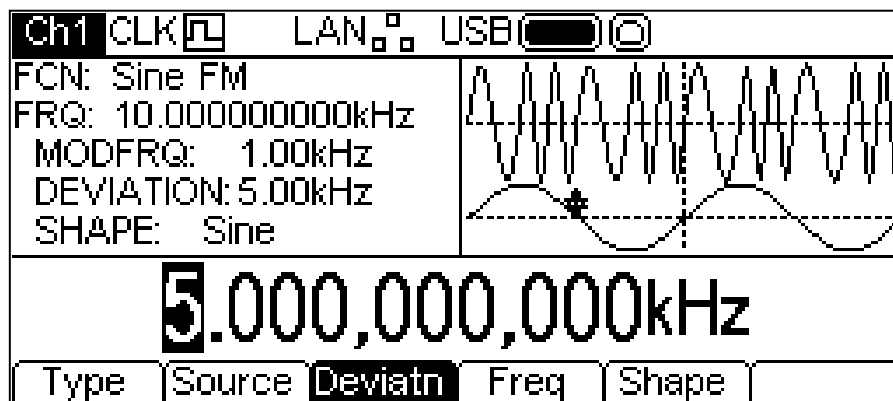 Ch1 CLK LAN USB
FCN: Sine FM
FRQ: 10.000000000kHz
MODFRQ: 1.00kHz
DEVIATION: 5.00kHz
SHAPE: Sine
5.000,000,000kHz
Type Source Deviatn Freq Shape